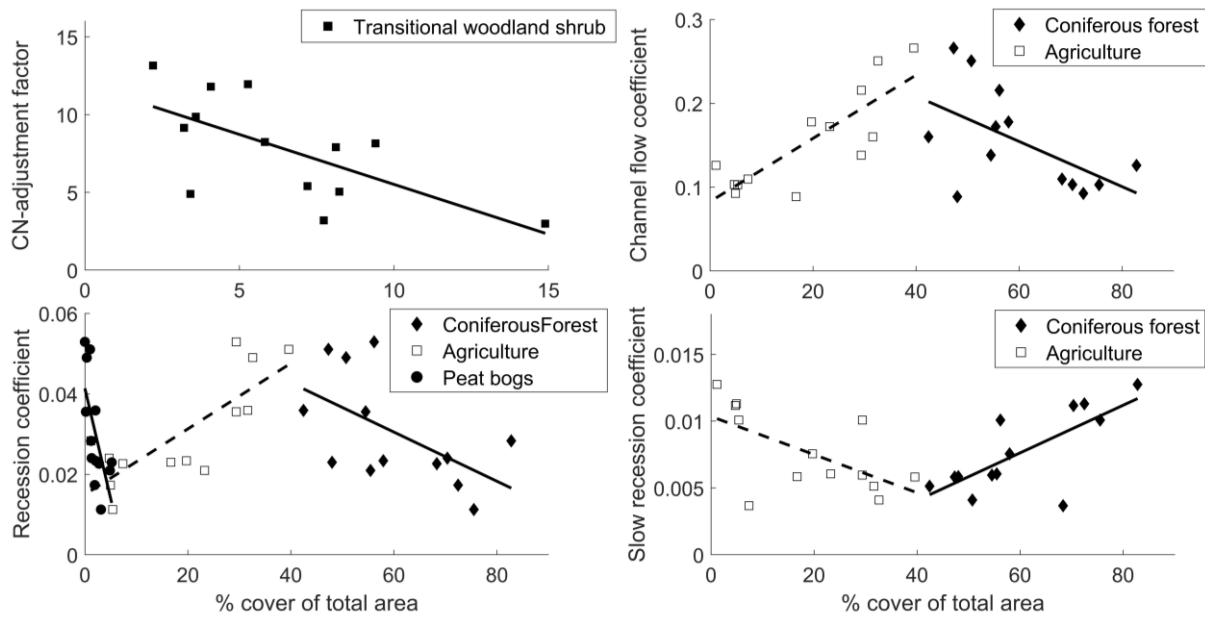 Transitional woodland shrub
CN-adjustment factor
15
10
5
0
0 5 10 15
Coniferous forest
Agriculture
Channel flow coefficient
0.3
0.2
0.1
0
0 20 40 60 80
ConiferousForest
Agriculture
Peat bogs
Recession coefficient
0.06
0.04
0.02
0
0 20 40 60 80
% cover of total area
Coniferous forest
Agriculture
Slow recession coefficient
0.015
0.01
0.005
0
0 20 40 60 80
% cover of total area